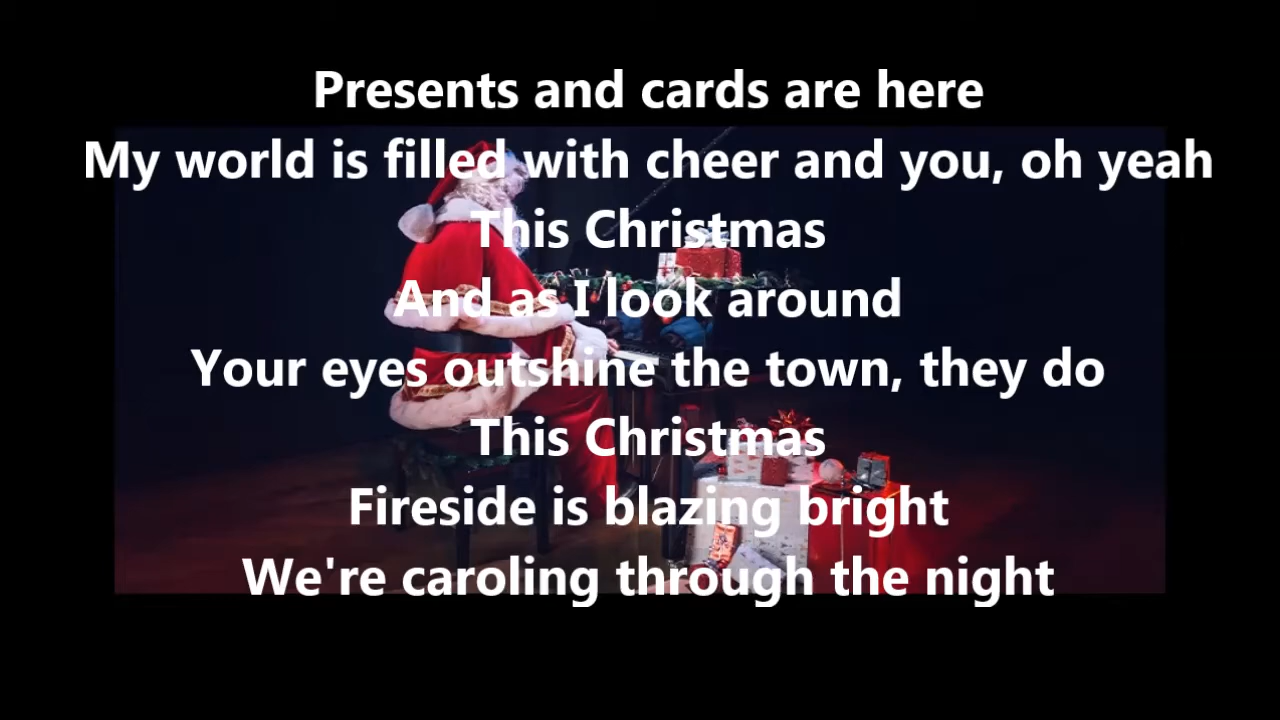 Presents and cards are here
My world is filled with cheer and you, oh yeah
This Christmas
And as I look around
Your eyes outshine the town, they do
This Christmas
Fireside is blazing bright
We're caroling through the night